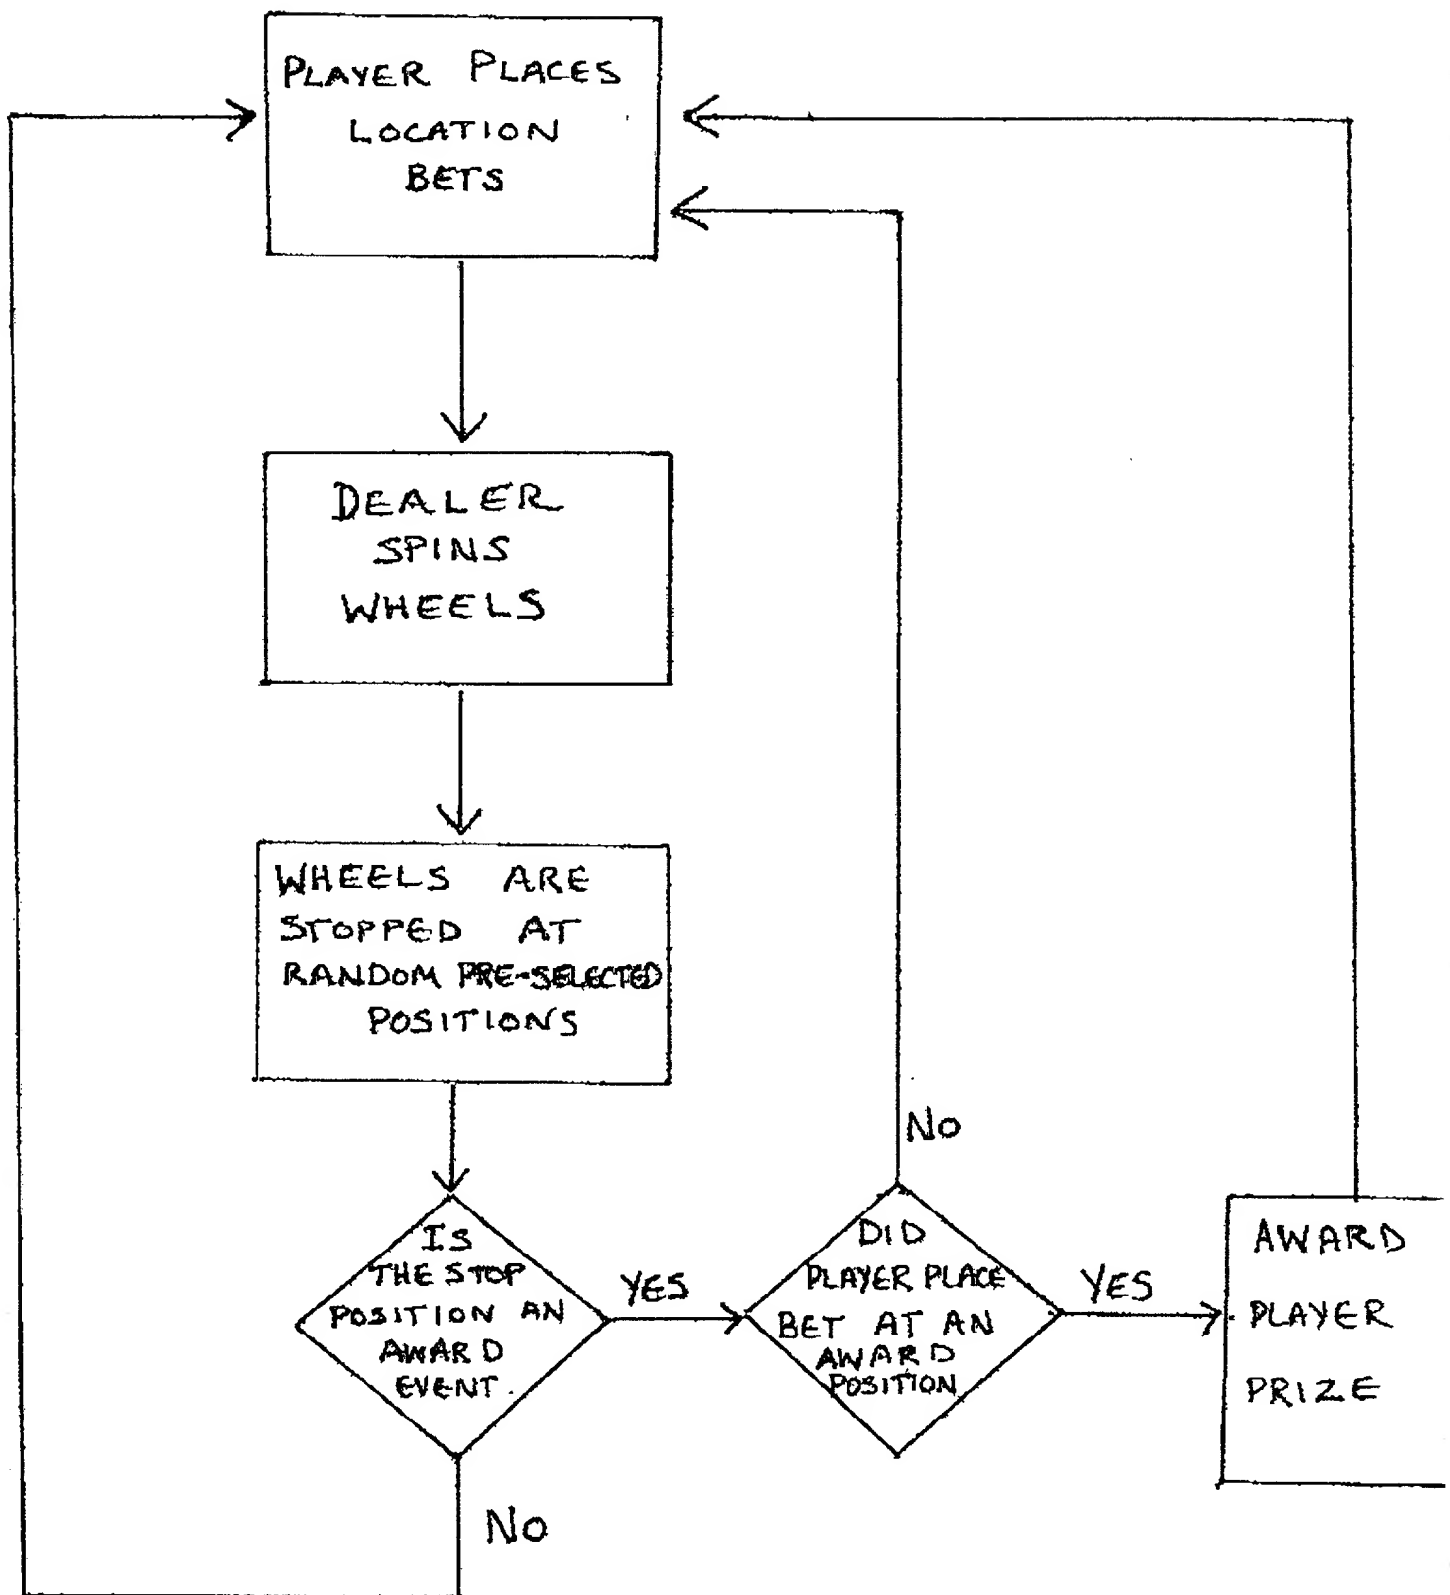 PLAYER PLACES
LOCATION
BETS
DEALER
SPINS
WHEELS
WHEELS ARE
STOPPED AT
RANDOM PRE-SELECTED
POSITIONS
IS
THE STOP
POSITION AN
AWARD
EVENT.
YES
NO
DID
PLAYER PLACE
BET AT AN
AWARD
POSITION
NO
YES
AWARD
PLAYER
PRIZE